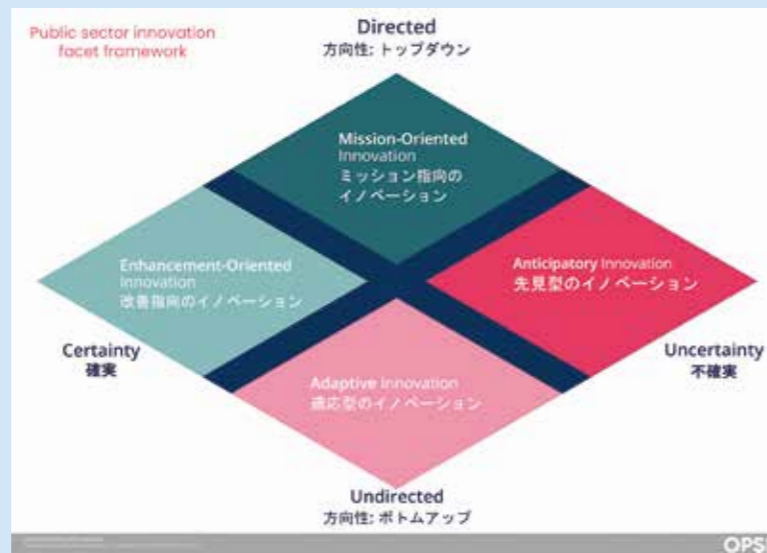 Public sector innovation
facet framework
Directed
方向性: トップダウン
Mission-Oriented
Innovation
ミッション指向の
イノベーション
Enhancement-Oriented
Innovation
改善指向のイノベーション
Anticipatory Innovation
先見型のイノベーション
Certainty
確実
Uncertainty
不確実
Adaptive Innovation
適応型のイノベーション
Undirected
方向性: ボトムアップ